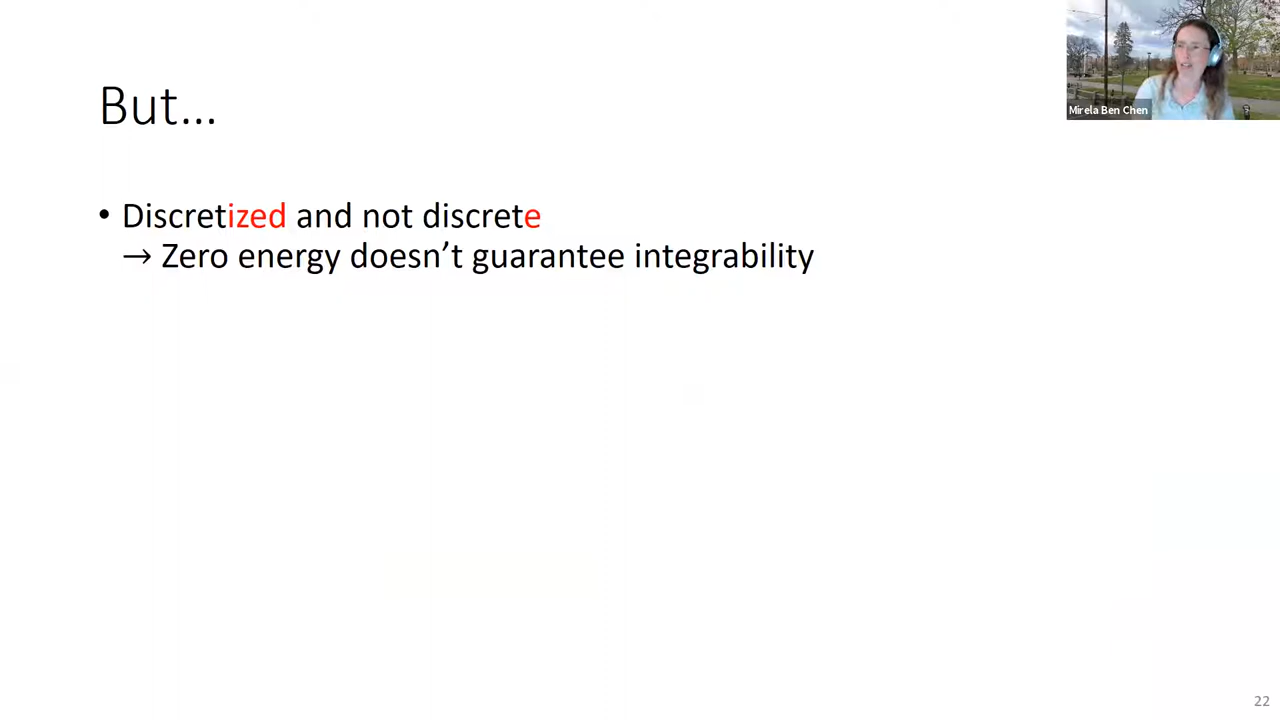 Mirela Ben Chen
But...
• Discretized and not discrete
→ Zero energy doesn’t guarantee integrability
22